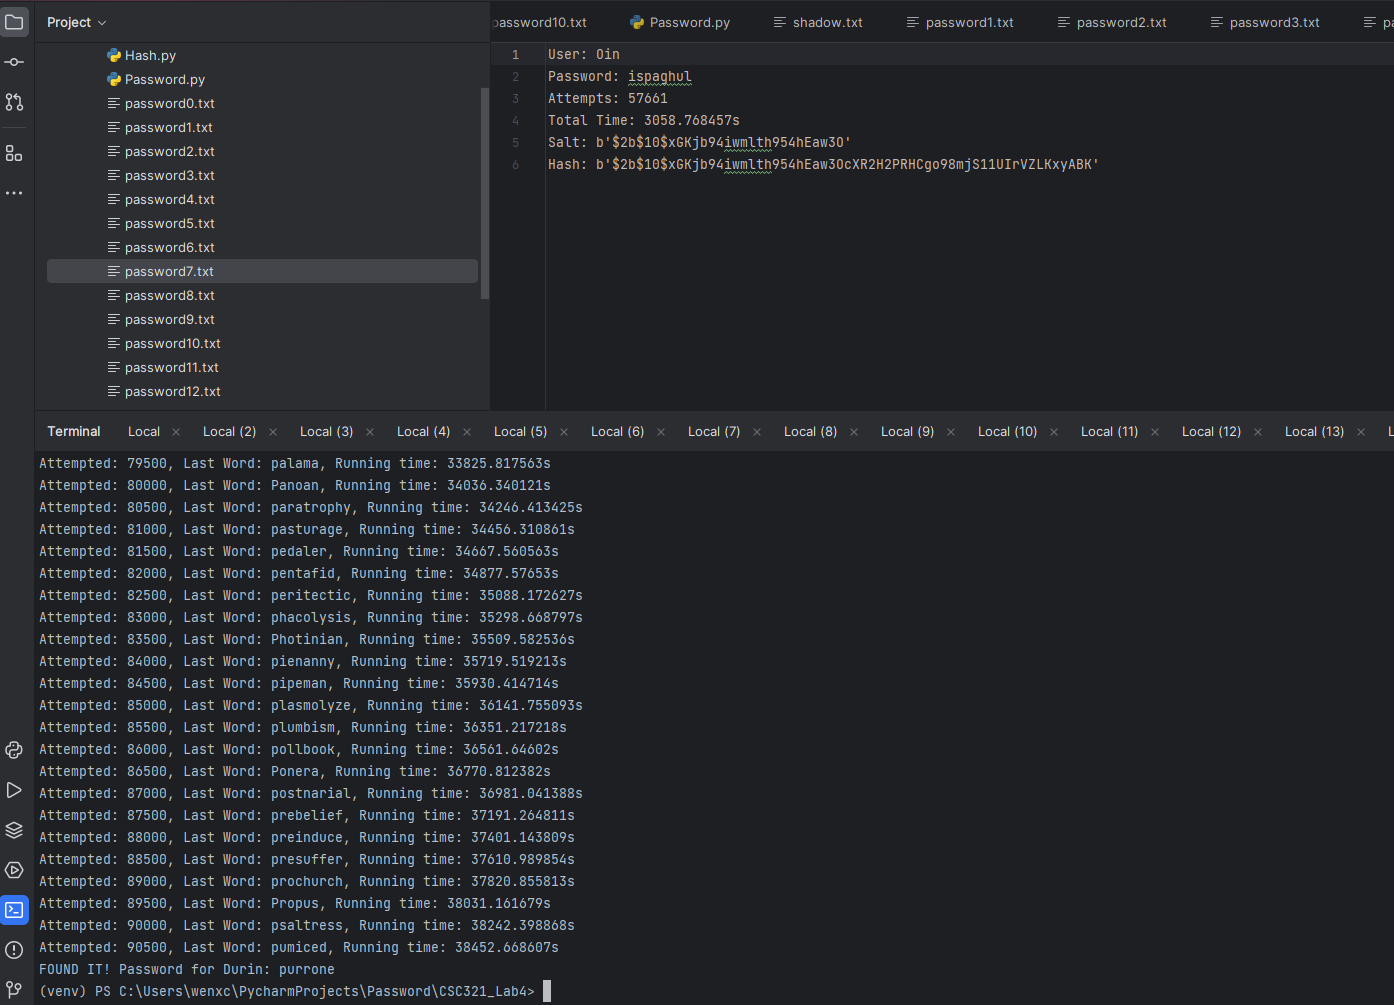 Project
password10.txt
Password.py
shadow.txt
password1.txt
password2.txt
password3.txt
Hash.py
Password.py
password0.txt
password1.txt
password2.txt
password3.txt
password4.txt
password5.txt
password6.txt
password7.txt
password8.txt
password9.txt
password10.txt
password11.txt
password12.txt
1 User: Oin
2 Password: ispaghul
3 Attempts: 57661
4 Total Time: 3058.768457s
5 Salt: b'$2b$10$xGKjb94iwmlth954hEaw3O'
6 Hash: b'$2b$10$xGKjb94iwmlth954hEaw3OcXR2H2PRHCgo98mjS11UIrVZLKxyABK'
Terminal Local Local (2) Local (3) Local (4) Local (5) Local (6) Local (7) Local (8) Local (9) Local (10) Local (11) Local (12) Local (13)
Attempted: 79500, Last Word: palama, Running time: 33825.817563s
Attempted: 80000, Last Word: Panoan, Running time: 34036.340121s
Attempted: 80500, Last Word: paratrophy, Running time: 34246.413425s
Attempted: 81000, Last Word: pasturage, Running time: 34456.310861s
Attempted: 81500, Last Word: pedaler, Running time: 34667.560563s
Attempted: 82000, Last Word: pentafid, Running time: 34877.57653s
Attempted: 82500, Last Word: peritectic, Running time: 35088.172627s
Attempted: 83000, Last Word: phacolysis, Running time: 35298.668797s
Attempted: 83500, Last Word: Photinian, Running time: 35509.582536s
Attempted: 84000, Last Word: pienanny, Running time: 35719.519213s
Attempted: 84500, Last Word: pipeman, Running time: 35930.414714s
Attempted: 85000, Last Word: plasmolyze, Running time: 36141.755093s
Attempted: 85500, Last Word: plumbism, Running time: 36351.217218s
Attempted: 86000, Last Word: pollbook, Running time: 36561.64602s
Attempted: 86500, Last Word: Ponera, Running time: 36770.812382s
Attempted: 87000, Last Word: postnarial, Running time: 36981.041388s
Attempted: 87500, Last Word: prebelief, Running time: 37191.264811s
Attempted: 88000, Last Word: preinduce, Running time: 37401.143809s
Attempted: 88500, Last Word: presuffer, Running time: 37610.989854s
Attempted: 89000, Last Word: prochurch, Running time: 37820.855813s
Attempted: 89500, Last Word: Propus, Running time: 38031.161679s
Attempted: 90000, Last Word: psaltress, Running time: 38242.398868s
Attempted: 90500, Last Word: pumiced, Running time: 38452.668607s
FOUND IT! Password for Durin: purrone
(venv) PS C:\Users\wenxc\PycharmProjects\Password\CSC321_Lab4>